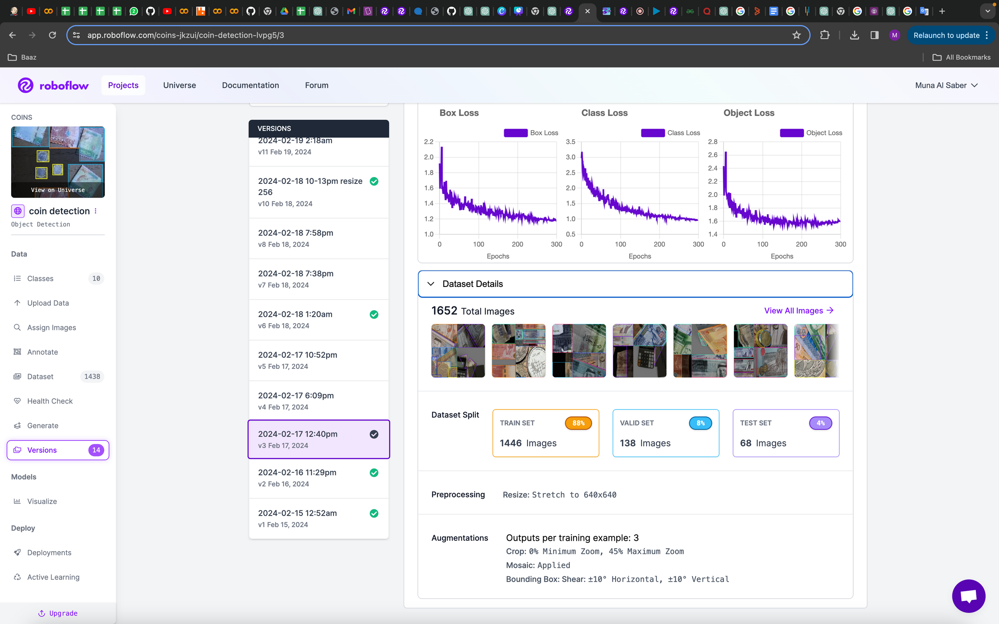 app.roboflow.com/coins-jkzui/coin-detection-lvpg5/3
Relaunch to update
M
Baaz
All Bookmarks
roboflow
Projects
Universe
Documentation
Forum
Muna Al Saber
COINS
View on Universe
coin detection
Object Detection
Data
Classes 10
Upload Data
Assign Images
Annotate
Dataset 1438
Health Check
Generate
Versions 14
Models
Visualize
Deploy
Deployments
Active Learning
Upgrade
VERSIONS
2024-02-19 2:18am
v11 Feb 19, 2024
2024-02-18 10-13pm resize
256
v10 Feb 18, 2024
2024-02-18 7:58pm
v8 Feb 18, 2024
2024-02-18 7:38pm
v7 Feb 18, 2024
2024-02-18 1:20am
v6 Feb 18, 2024
2024-02-17 10:52pm
v5 Feb 17, 2024
2024-02-17 6:09pm
v4 Feb 17, 2024
2024-02-17 12:40pm
v3 Feb 17, 2024
2024-02-16 11:29pm
v2 Feb 16, 2024
2024-02-15 12:52am
v1 Feb 15, 2024
Box Loss
Box Loss
2.2
2.0
1.8
1.6
1.4
1.2
1.0
0 100 200 300
Epochs
Class Loss
Class Loss
3.5
3.0
2.5
2.0
1.5
1.0
0.5
0 100 200 300
Epochs
Object Loss
Object Loss
2.8
2.6
2.4
2.2
2.0
1.8
1.6
1.4
0 100 200 300
Epochs
Dataset Details
1652 Total Images
View All Images
Dataset Split
TRAIN SET 88%
1446 Images
VALID SET 8%
138 Images
TEST SET 4%
68 Images
Preprocessing
Resize: Stretch to 640x640
Augmentations
Outputs per training example: 3
Crop: 0% Minimum Zoom, 45% Maximum Zoom
Mosaic: Applied
Bounding Box: Shear: ±10° Horizontal, ±10° Vertical